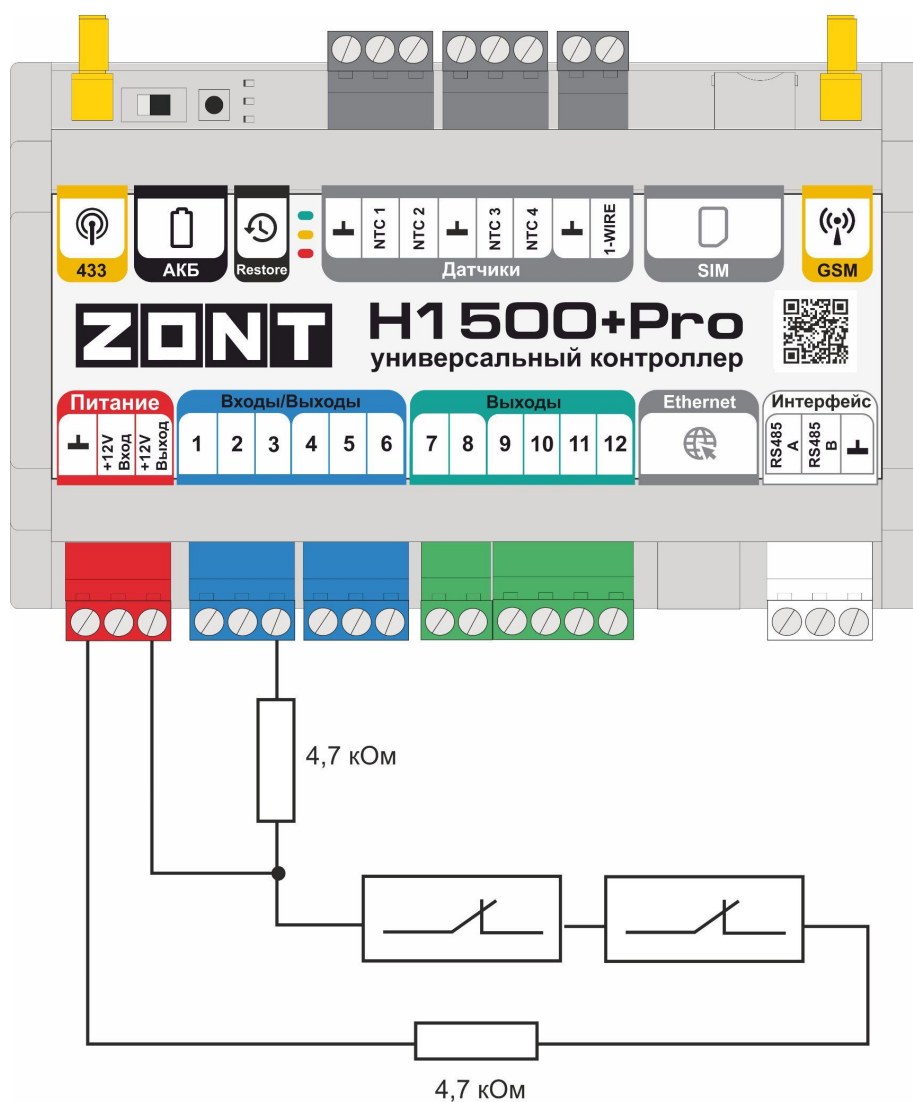 433
АКБ
Restore
NTC 1
NTC 2
NTC 3
NTC 4
1-WIRE
Датчики
SIM
GSM
ZONT
H1500+Pro
универсальный контроллер
Питание
+12V Вход
+12V Выход
Входы/Выходы
1 2 3 4 5 6
Выходы
7 8 9 10 11 12
Ethernet
Интерфейс
RS485 A
RS485 B
4,7 кОм
4,7 кОм